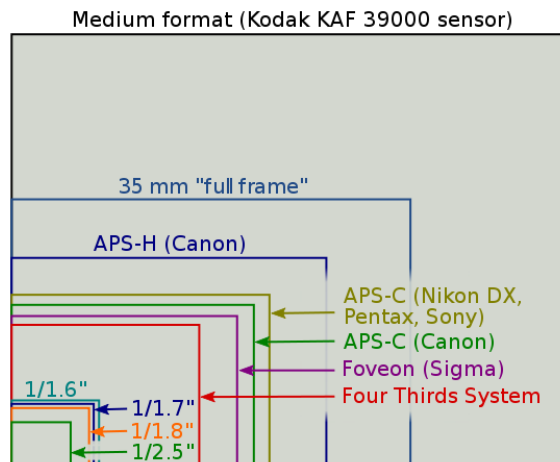 Medium format (Kodak KAF 39000 sensor)
35 mm "full frame"
APS-H (Canon)
APS-C (Nikon DX,
Pentax, Sony)
APS-C (Canon)
Foveon (Sigma)
Four Thirds System
1/1.6"
1/1.7"
1/1.8"
1/2.5"